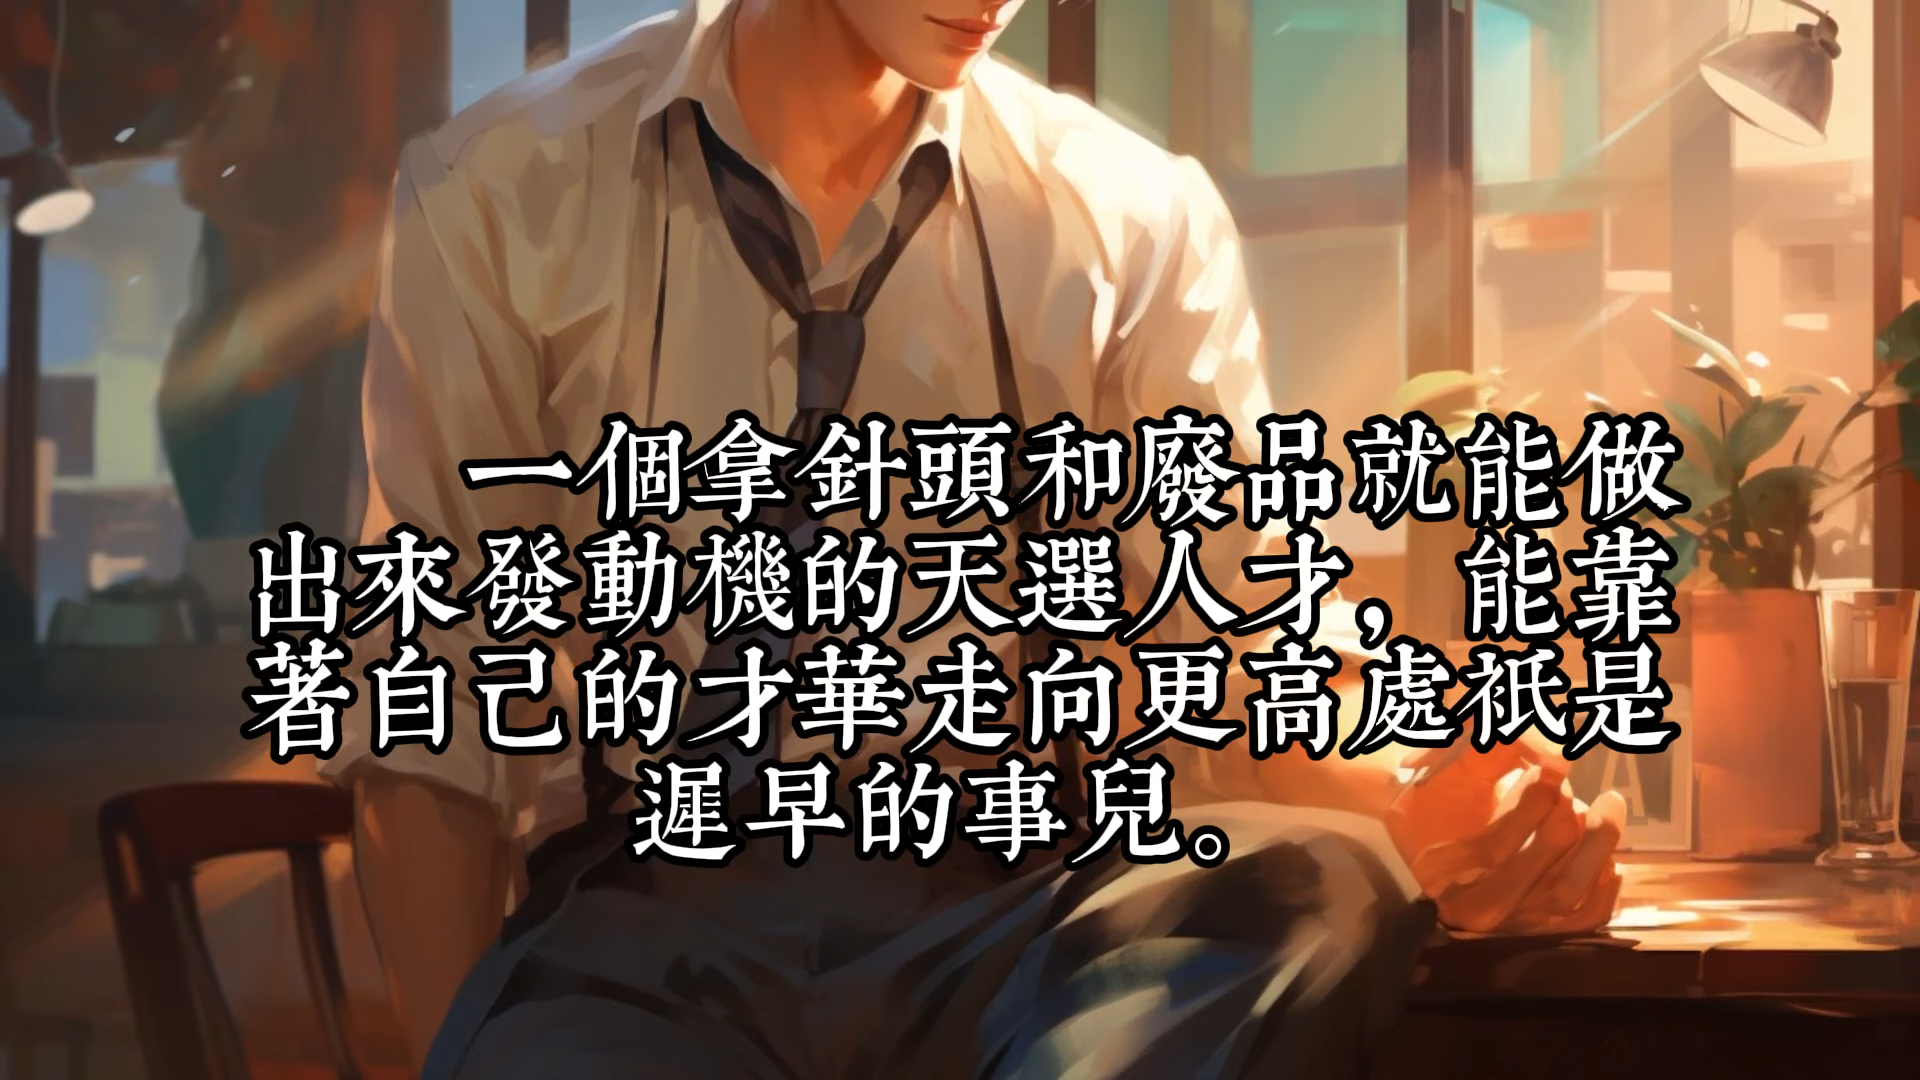 一個拿針頭和廢品就能做
出來發動機的天選人才，能靠
著自己的才華走向更高處衹是
遲早的事兒。